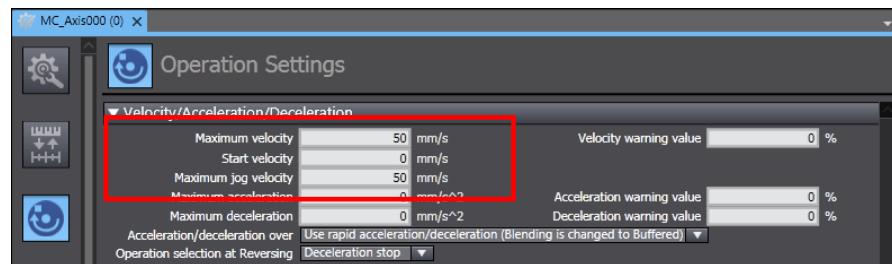 MC_Axis000 (0) ×
Operation Settings
▼ Velocity/Acceleration/Deceleration
Maximum velocity 50 mm/s Velocity warning value 0 %
Start velocity 0 mm/s
Maximum jog velocity 50 mm/s
Maximum acceleration 0 mm/s^2 Acceleration warning value 0 %
Maximum deceleration 0 mm/s^2 Deceleration warning value 0 %
Acceleration/deceleration over Use rapid acceleration/deceleration (Blending is changed to Buffered) ▼
Operation selection at Reversing Deceleration stop ▼